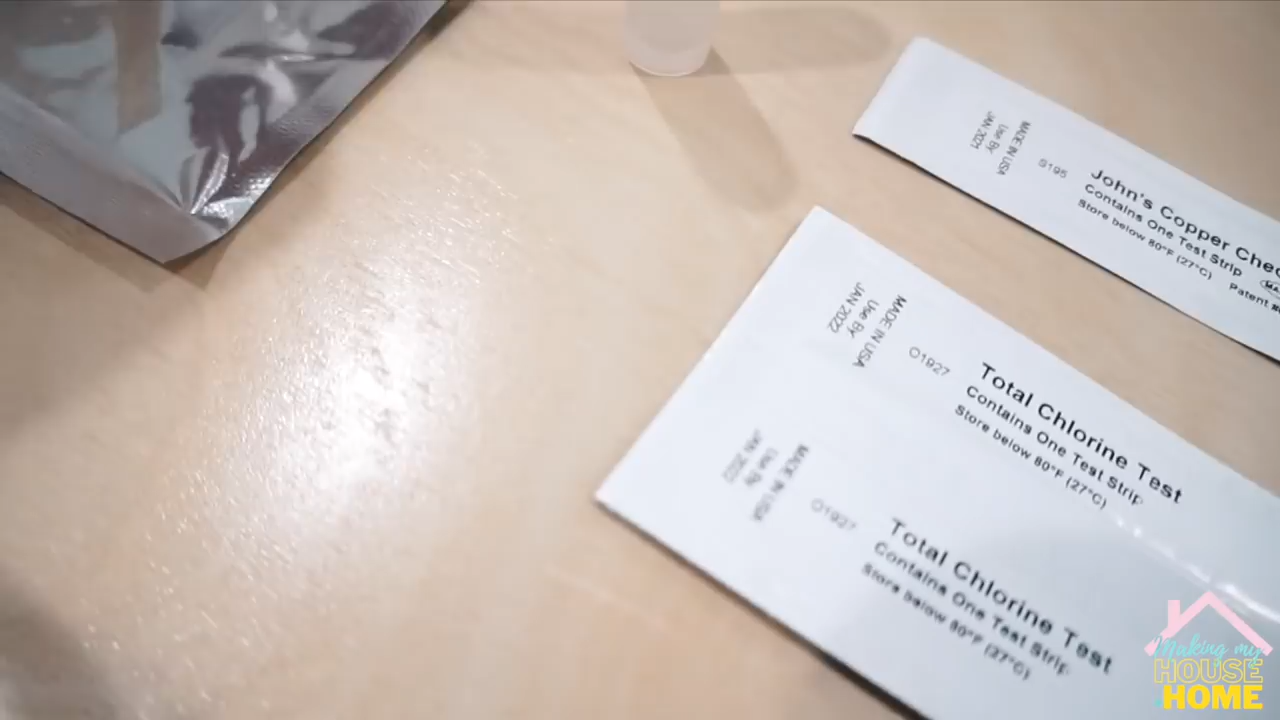 MADE IN USA
Use By
JAN 2021
S195
John's Copper Chec
Contains One Test Strip
Store below 80°F (27°C)
Patent #
MADE IN USA
Use By
JAN 2022
O1927
Total Chlorine Test
Contains One Test Strip
Store below 80°F (27°C)
MADE IN USA
Use By
JAN 2022
O1927
Total Chlorine Test
Contains One Test Strip
Store below 80°F (27°C)
Making my
HOUSE
HOME